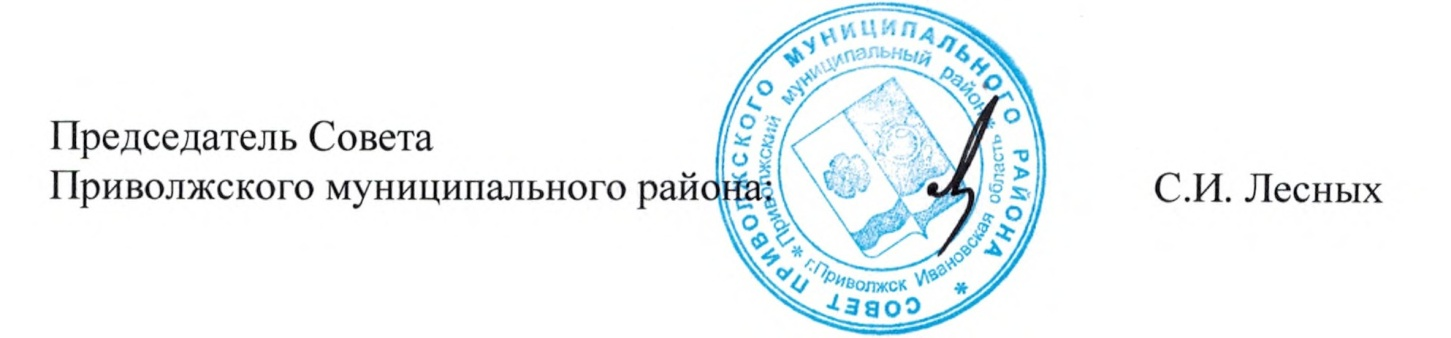 Председатель Совета
Приволжского муниципального района:
С.И. Лесных
СОВЕТ ПРИВОЛЖСКОГО МУНИЦИПАЛЬНОГО РАЙОНА *
* Приволжский муниципальный район *
г.Приволжск Ивановская область